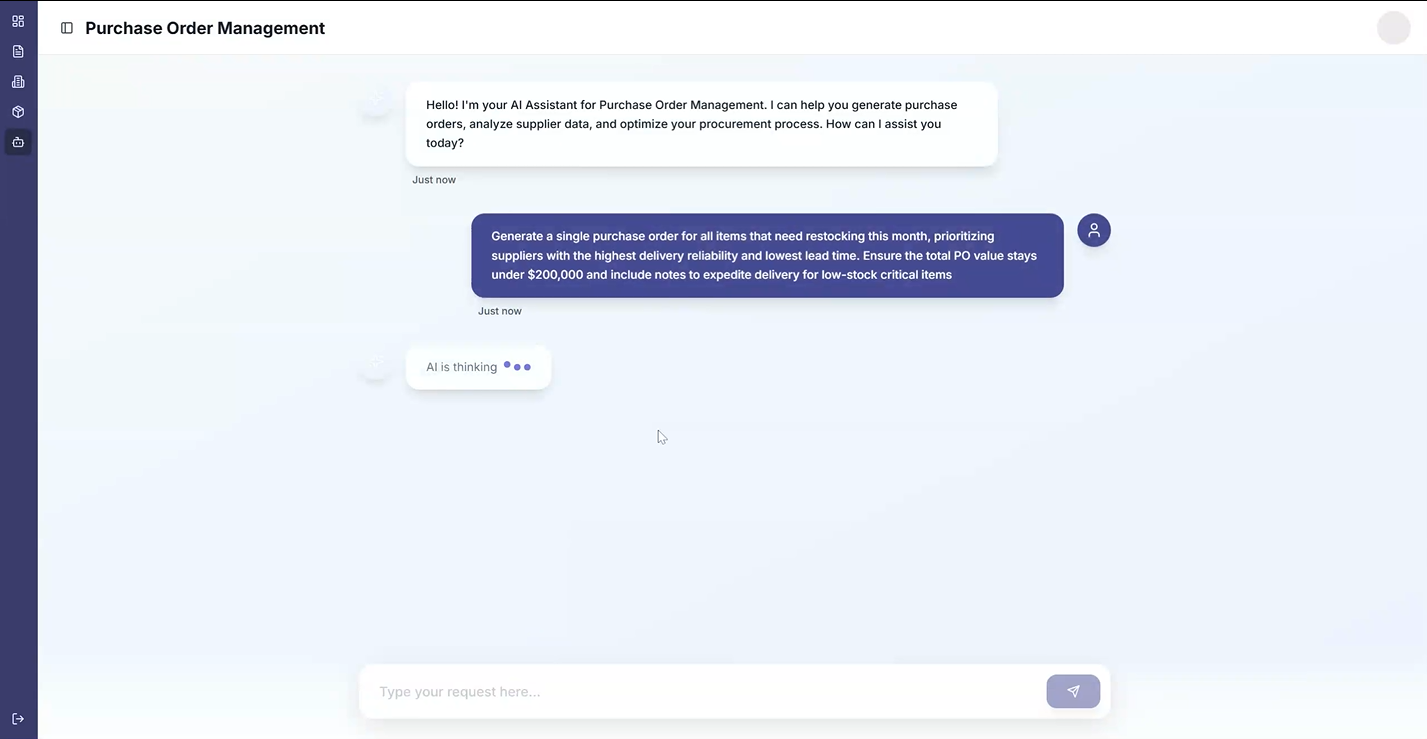 Purchase Order Management
Hello! I'm your AI Assistant for Purchase Order Management. I can help you generate purchase
orders, analyze supplier data, and optimize your procurement process. How can I assist you
today?
Just now
Generate a single purchase order for all items that need restocking this month, prioritizing
suppliers with the highest delivery reliability and lowest lead time. Ensure the total PO value stays
under $200,000 and include notes to expedite delivery for low-stock critical items
Just now
AI is thinking
Type your request here...